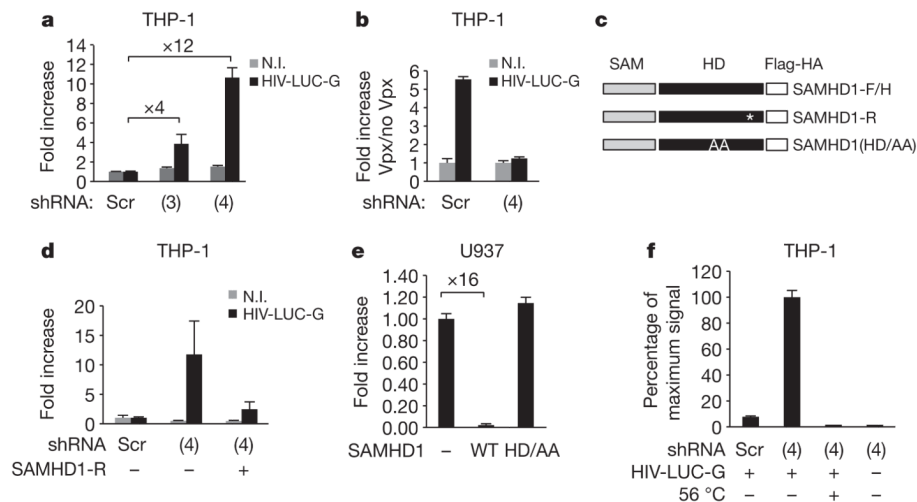 a
THP-1
×12
×4
N.I.
HIV-LUC-G
Fold increase
14
12
10
8
6
4
2
0
shRNA: Scr (3) (4)
b
THP-1
N.I.
HIV-LUC-G
Fold increase
Vpx/no Vpx
6
5
4
3
2
1
0
Scr (4)
c
SAM HD Flag-HA
SAMHD1-F/H
* SAMHD1-R
AA SAMHD1(HD/AA)
d
THP-1
N.I.
HIV-LUC-G
Fold increase
20
15
10
5
0
shRNA Scr (4) (4)
SAMHD1-R – – +
e
U937
×16
Fold increase
1.40
1.20
1.00
0.80
0.60
0.40
0.20
0.00
SAMHD1 – WT HD/AA
f
THP-1
Percentage of
maximum signal
120
100
80
60
40
20
0
shRNA Scr (4) (4) (4)
HIV-LUC-G + + + –
56 °C – – + –